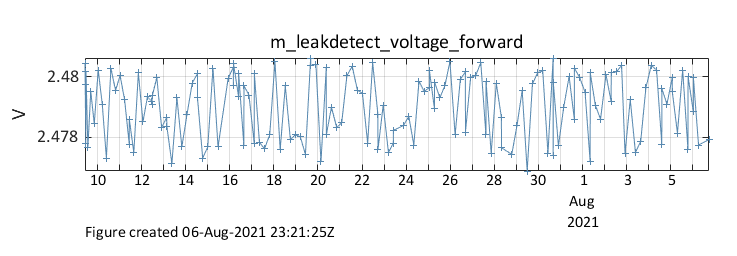 m_leakdetect_voltage_forward
2.48
V
2.478
10 12 14 16 18 20 22 24 26 28 30 1 3 5
Aug
2021
Figure created 06-Aug-2021 23:21:25Z